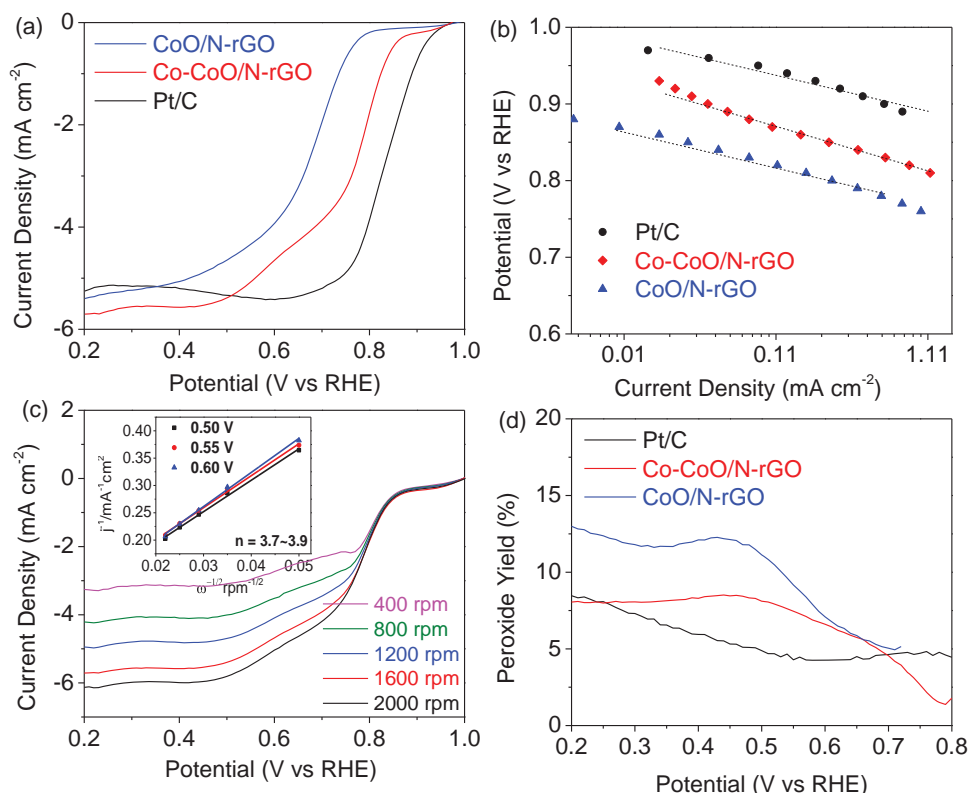 (a)
CoO/N-rGO
Co-CoO/N-rGO
Pt/C
Current Density (mA cm-2)
0
-2
-4
-6
0.2 0.4 0.6 0.8 1.0
Potential (V vs RHE)
(b)
Potential (V vs RHE)
1.0
0.9
0.8
0.7
0.6
Pt/C
Co-CoO/N-rGO
CoO/N-rGO
0.01 0.11 1.11
Current Density (mA cm-2)
(c)
Current Density (mA cm-2)
2
0
-2
-4
-6
j-1/mA-1cm2
0.40
0.35
0.30
0.25
0.20
0.50 V
0.55 V
0.60 V
n = 3.7~3.9
0.02 0.03 0.04 0.05
ω-1/2rpm-1/2
400 rpm
800 rpm
1200 rpm
1600 rpm
2000 rpm
0.2 0.4 0.6 0.8 1.0
Potential (V vs RHE)
(d)
Peroxide Yield (%)
20
15
10
5
0
Pt/C
Co-CoO/N-rGO
CoO/N-rGO
0.2 0.3 0.4 0.5 0.6 0.7 0.8
Potential (V vs RHE)